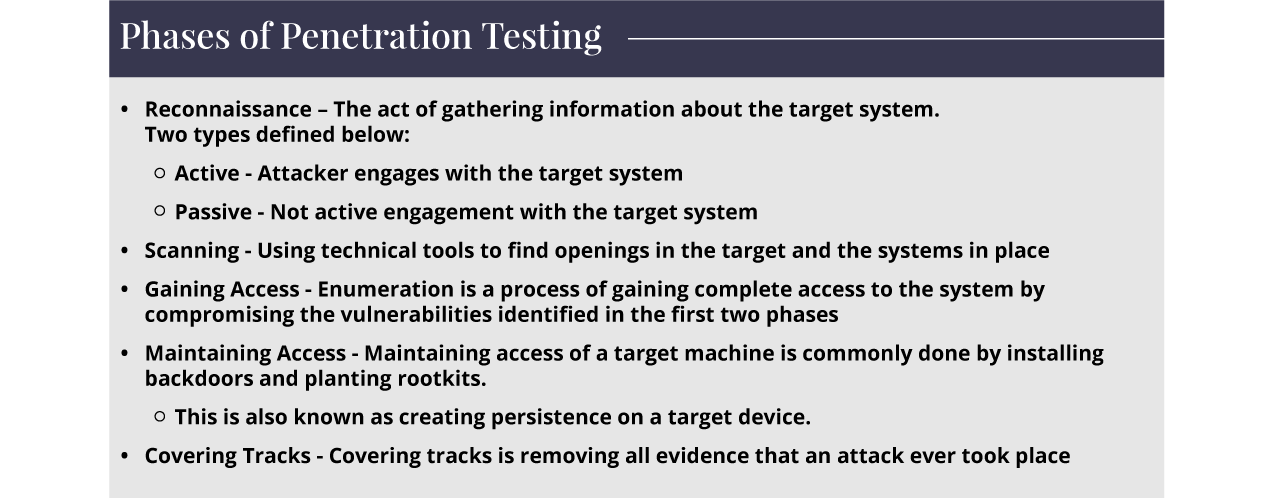 Phases of Penetration Testing
• Reconnaissance – The act of gathering information about the target system.
Two types defined below:
○ Active - Attacker engages with the target system
○ Passive - Not active engagement with the target system
• Scanning - Using technical tools to find openings in the target and the systems in place
• Gaining Access - Enumeration is a process of gaining complete access to the system by
compromising the vulnerabilities identified in the first two phases
• Maintaining Access - Maintaining access of a target machine is commonly done by installing
backdoors and planting rootkits.
○ This is also known as creating persistence on a target device.
• Covering Tracks - Covering tracks is removing all evidence that an attack ever took place